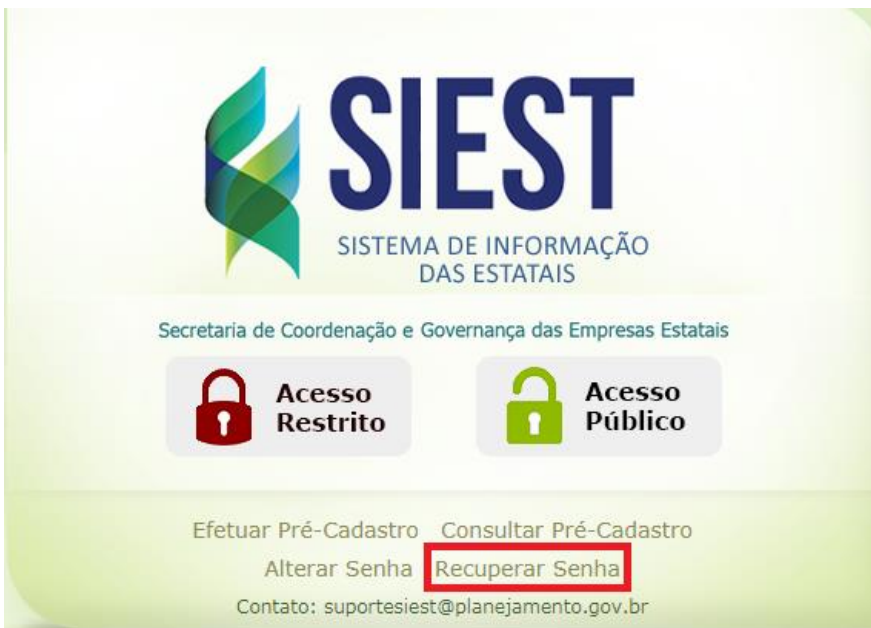 SIEST
SISTEMA DE INFORMAÇÃO
DAS ESTATAIS
Secretaria de Coordenação e Governança das Empresas Estatais
Acesso
Restrito
Acesso
Público
Efetuar Pré-Cadastro Consultar Pré-Cadastro
Alterar Senha Recuperar Senha
Contato: suportesiest@planejamento.gov.br